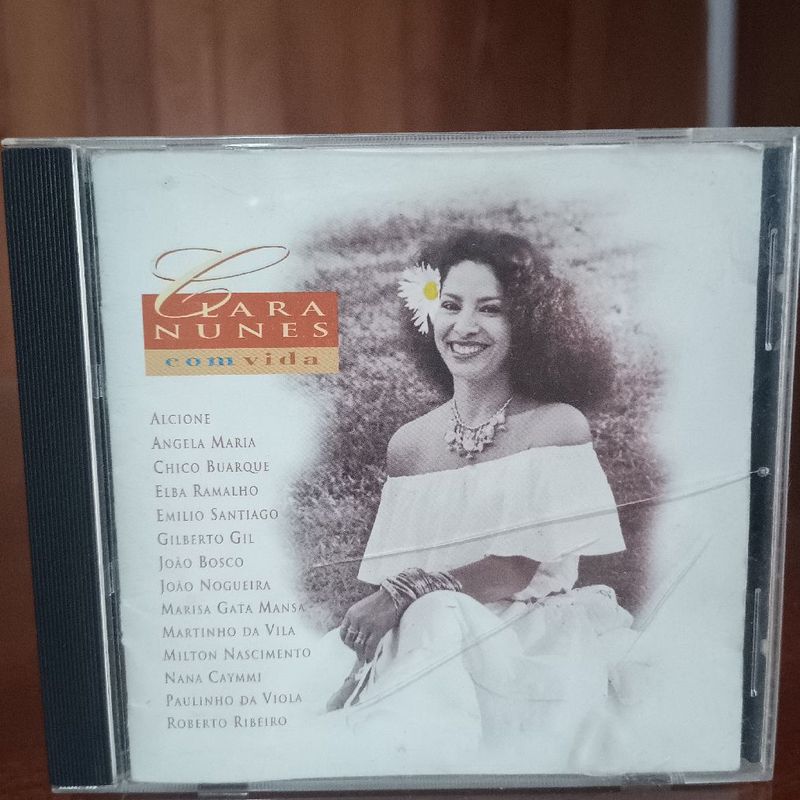 CLARA
NUNES
com vida
ALCIONE
ANGELA MARIA
CHICO BUARQUE
ELBA RAMALHO
EMILIO SANTIAGO
GILBERTO GIL
JOÃO BOSCO
JOÃO NOGUEIRA
MARISA GATA MANSA
MARTINHO DA VILA
MILTON NASCIMENTO
NANA CAYMMI
PAULINHO DA VIOLA
ROBERTO RIBEIRO